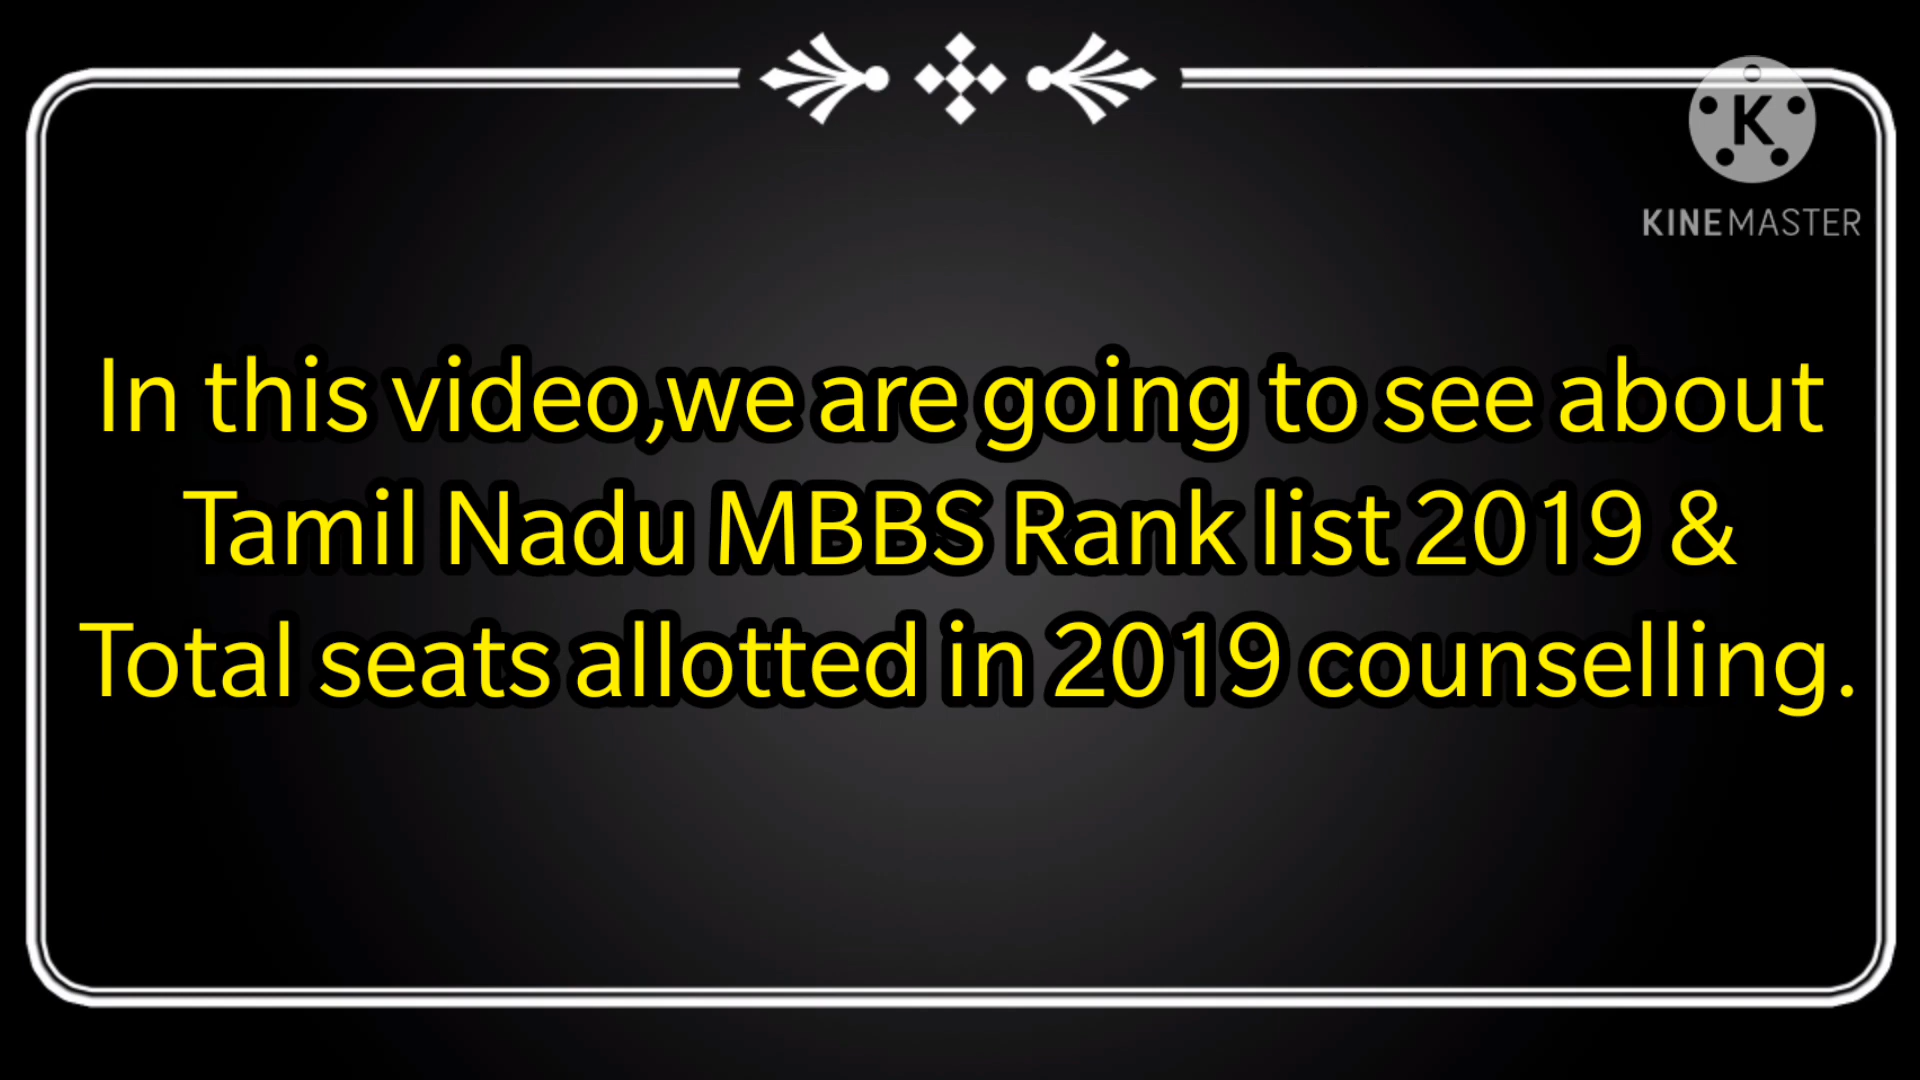 K
KINEMASTER
In this video,we are going to see about
Tamil Nadu MBBS Rank list 2019 &
Total seats allotted in 2019 counselling.